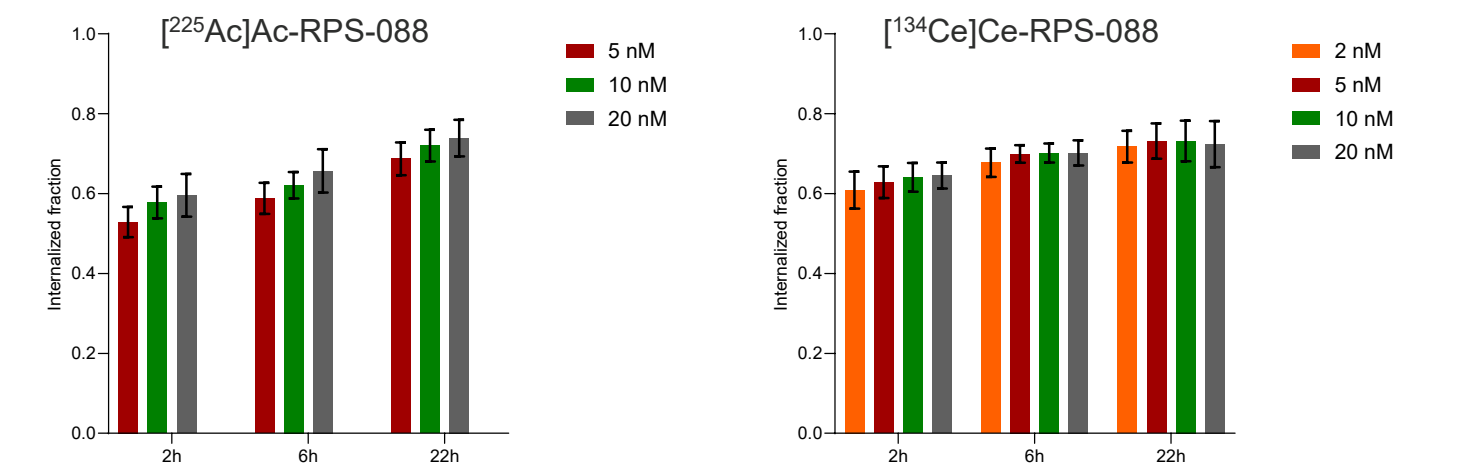 [²²⁵Ac]Ac-RPS-088
1.0
0.8
0.6
0.4
0.2
0.0
Internalized fraction
2h
6h
22h
5 nM
10 nM
20 nM
[¹³⁴Ce]Ce-RPS-088
1.0
0.8
0.6
0.4
0.2
0.0
Internalized fraction
2h
6h
22h
2 nM
5 nM
10 nM
20 nM